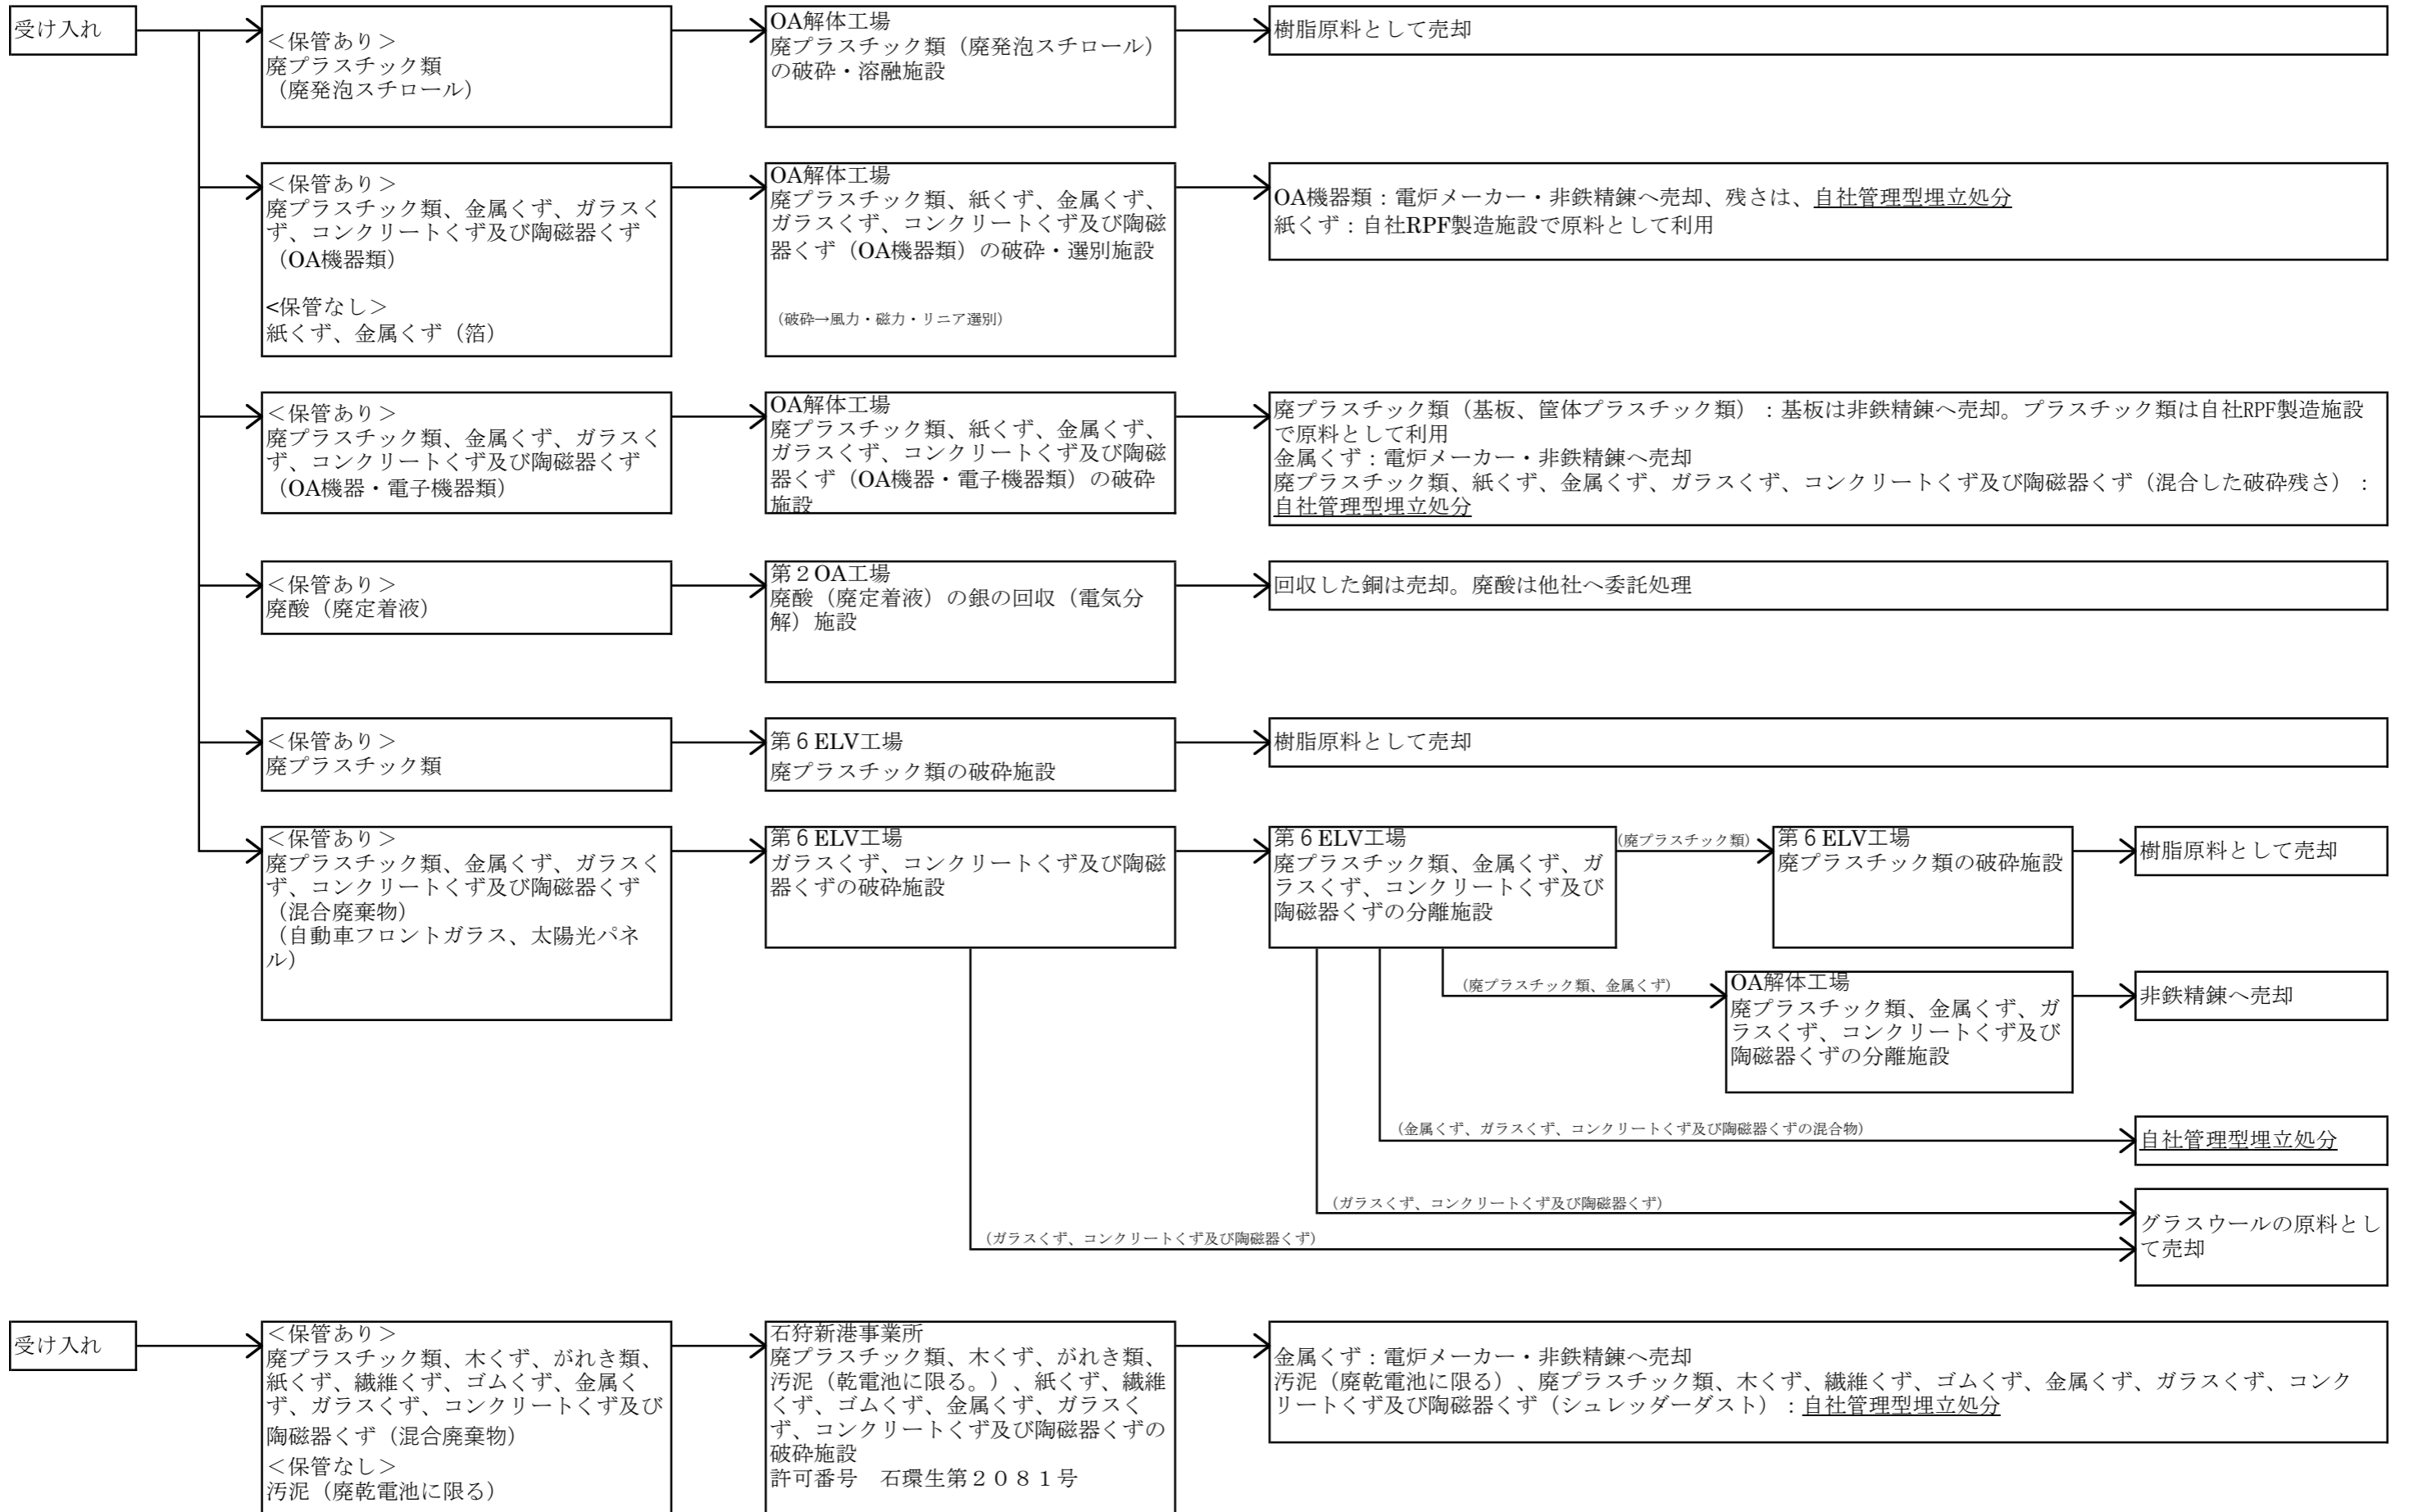 受け入れ
＜保管あり＞
廃プラスチック類
（廃発泡スチロール）
OA解体工場
廃プラスチック類（廃発泡スチロール）
の破砕・溶融施設
樹脂原料として売却
＜保管あり＞
廃プラスチック類、金属くず、ガラスく
ず、コンクリートくず及び陶磁器くず
（OA機器類）
<保管なし＞
紙くず、金属くず（箔）
OA解体工場
廃プラスチック類、紙くず、金属くず、
ガラスくず、コンクリートくず及び陶磁
器くず（OA機器類）の破砕・選別施設
（破砕→風力・磁力・リニア選別）
OA機器類：電炉メーカー・非鉄精錬へ売却、残さは、自社管理型埋立処分
紙くず：自社RPF製造施設で原料として利用
＜保管あり＞
廃プラスチック類、金属くず、ガラスく
ず、コンクリートくず及び陶磁器くず
（OA機器・電子機器類）
OA解体工場
廃プラスチック類、紙くず、金属くず、
ガラスくず、コンクリートくず及び陶磁
器くず（OA機器・電子機器類）の破砕
施設
廃プラスチック類（基板、筐体プラスチック類）：基板は非鉄精錬へ売却。プラスチック類は自社RPF製造施設
で原料として利用
金属くず：電炉メーカー・非鉄精錬へ売却
廃プラスチック類、紙くず、金属くず、ガラスくず、コンクリートくず及び陶磁器くず（混合した破砕残さ）：
自社管理型埋立処分
＜保管あり＞
廃酸（廃定着液）
第２OA工場
廃酸（廃定着液）の銀の回収（電気分
解）施設
回収した銅は売却。廃酸は他社へ委託処理
＜保管あり＞
廃プラスチック類
第６ELV工場
廃プラスチック類の破砕施設
樹脂原料として売却
＜保管あり＞
廃プラスチック類、金属くず、ガラスく
ず、コンクリートくず及び陶磁器くず
（混合廃棄物）
（自動車フロントガラス、太陽光パネ
ル）
第６ELV工場
ガラスくず、コンクリートくず及び陶磁
器くずの破砕施設
第６ELV工場
廃プラスチック類、金属くず、ガ
ラスくず、コンクリートくず及び
陶磁器くずの分離施設
（廃プラスチック類）
第６ELV工場
廃プラスチック類の破砕施設
樹脂原料として売却
（廃プラスチック類、金属くず）
OA解体工場
廃プラスチック類、金属くず、ガ
ラスくず、コンクリートくず及び
陶磁器くずの分離施設
非鉄精錬へ売却
（金属くず、ガラスくず、コンクリートくず及び陶磁器くずの混合物）
自社管理型埋立処分
（ガラスくず、コンクリートくず及び陶磁器くず）
（ガラスくず、コンクリートくず及び陶磁器くず）
グラスウールの原料とし
て売却
受け入れ
＜保管あり＞
廃プラスチック類、木くず、がれき類、
紙くず、繊維くず、ゴムくず、金属く
ず、ガラスくず、コンクリートくず及び
陶磁器くず（混合廃棄物）
＜保管なし＞
汚泥（廃乾電池に限る）
石狩新港事業所
廃プラスチック類、木くず、がれき類、
汚泥（乾電池に限る。）、紙くず、繊維
くず、ゴムくず、金属くず、ガラスく
ず、コンクリートくず及び陶磁器くずの
破砕施設
許可番号　石環生第２０８１号
金属くず：電炉メーカー・非鉄精錬へ売却
汚泥（廃乾電池に限る）、廃プラスチック類、木くず、繊維くず、ゴムくず、金属くず、ガラスくず、コンク
リートくず及び陶磁器くず（シュレッダーダスト）：自社管理型埋立処分